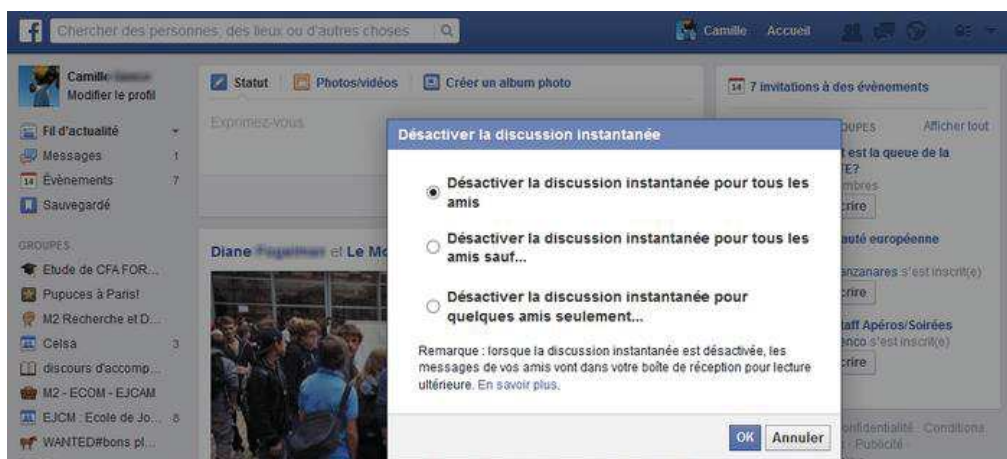 Chercher des personnes, des lieux ou d'autres choses
Camille Accueil
Camille
Modifier le profil
Fil d'actualité
Messages 1
Évènements 7
Sauvegardé
GROUPES
Etude de CFA FOR...
Pupuces à Paris!
M2 Recherche et D...
Celsa 3
discours d'accomp...
M2 - ECOM - EJCAM
EJCM : Ecole de Jo... 8
WANTED#bons pl...
Statut Photos/vidéos Créer un album photo
Exprimez-vous
Diane et Le Mo
Désactiver la discussion instantanée
Désactiver la discussion instantanée pour tous les
amis
Désactiver la discussion instantanée pour tous les
amis sauf...
Désactiver la discussion instantanée pour
quelques amis seulement...
Remarque : lorsque la discussion instantanée est désactivée, les
messages de vos amis vont dans votre boîte de réception pour lecture
ultérieure. En savoir plus.
OK Annuler
14 7 invitations à des évènements
OUPES Afficher tout
t est la queue de la
TE?
mbres
crire
auté européenne
anzanares s'est inscrit(e)
crire
taff Apéros/Soirées
enco s'est inscrit(e)
crire
onfidentialité Conditions
Publicité